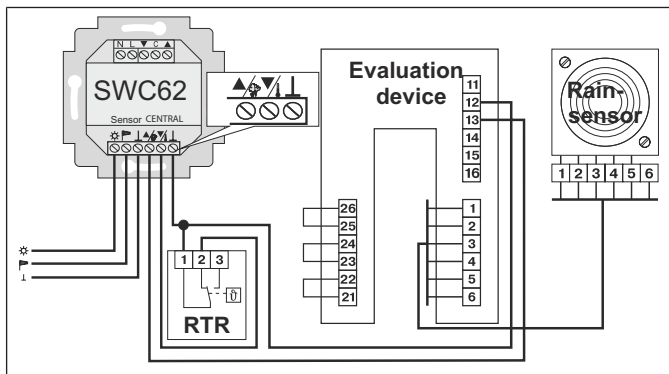 N L ▼ C ▲
SWC62
Sensor CENTRAL
Evaluation
device
11
12
13
14
15
16
26
25
24
23
22
21
1
2
3
4
5
6
Rain-
sensor
1 2 3 4 5 6
1 2 3
ϑ
RTR